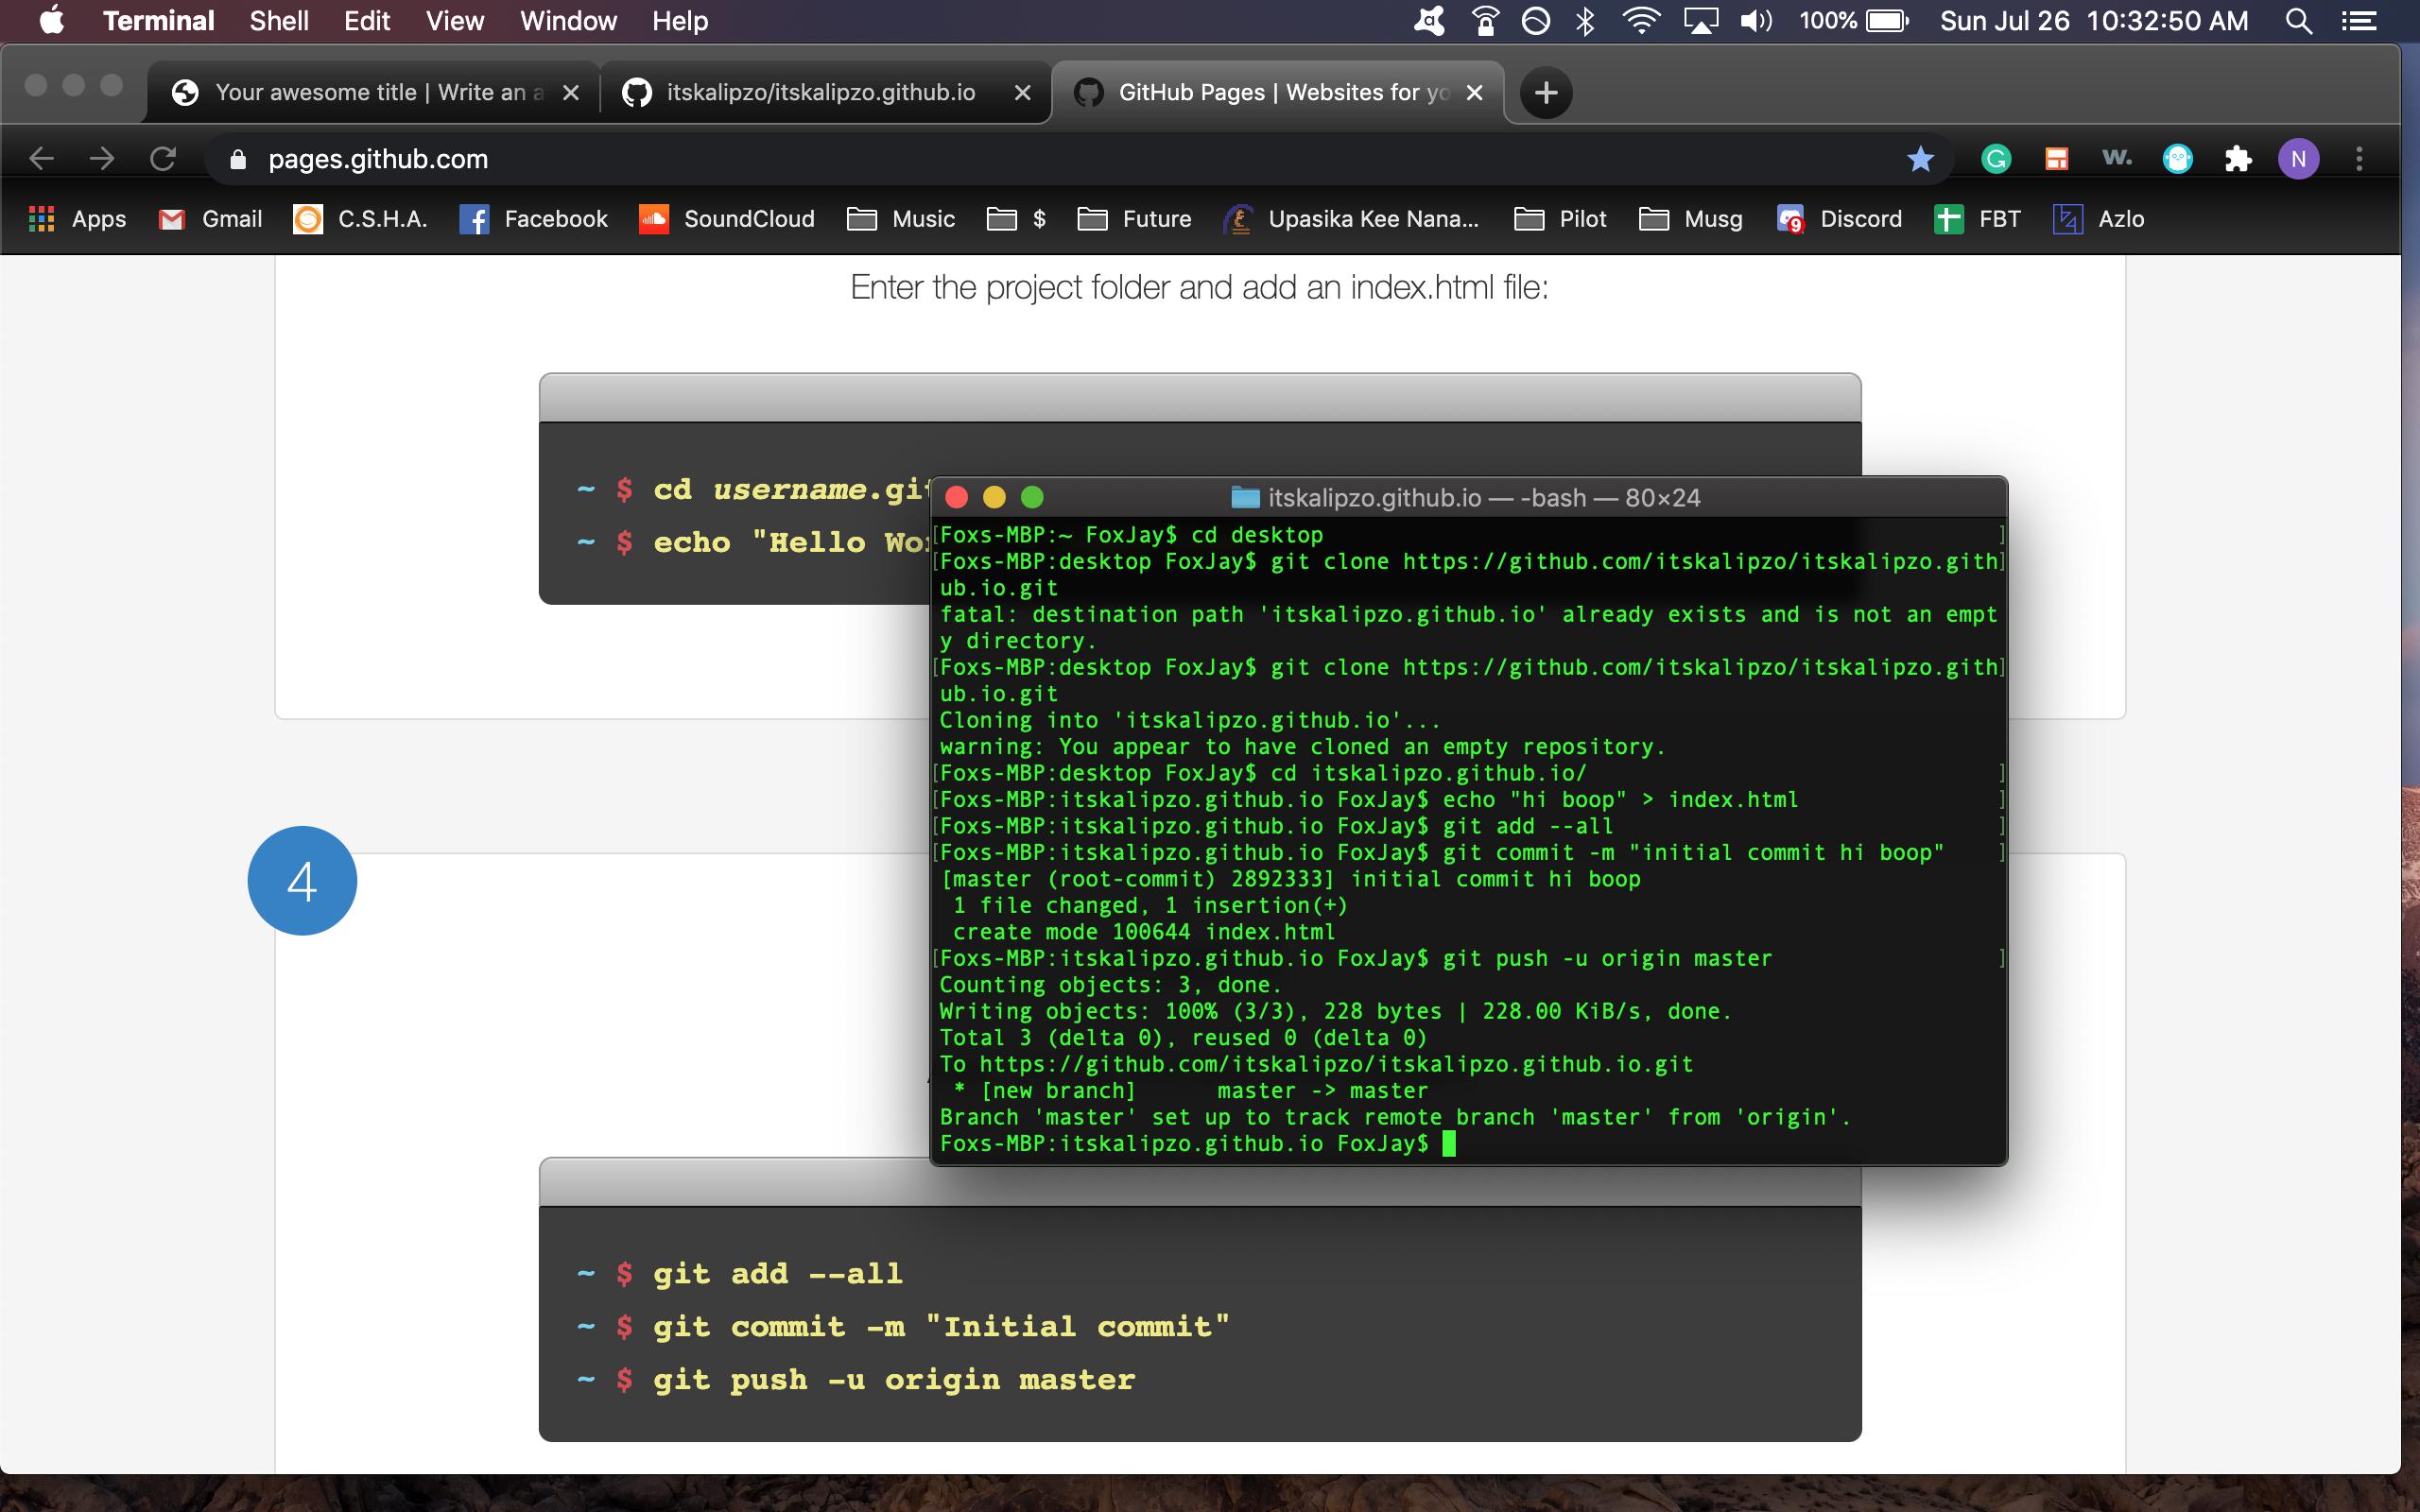 Terminal Shell Edit View Window Help 100% Sun Jul 26 10:32:50 AM
Your awesome title | Write an a
itskalipzo/itskalipzo.github.io
GitHub Pages | Websites for yo
pages.github.com
G
w.
N
Apps Gmail C.S.H.A. Facebook SoundCloud Music $ Future Upasika Kee Nana... Pilot Musg 9 Discord FBT Azlo
Enter the project folder and add an index.html file:
~ $ cd username.git
~ $ echo "Hello Wor
itskalipzo.github.io — -bash — 80×24
[Foxs-MBP:~ FoxJay$ cd desktop ]
[Foxs-MBP:desktop FoxJay$ git clone https://github.com/itskalipzo/itskalipzo.gith]
ub.io.git
fatal: destination path 'itskalipzo.github.io' already exists and is not an empt
y directory.
[Foxs-MBP:desktop FoxJay$ git clone https://github.com/itskalipzo/itskalipzo.gith]
ub.io.git
Cloning into 'itskalipzo.github.io'...
warning: You appear to have cloned an empty repository.
[Foxs-MBP:desktop FoxJay$ cd itskalipzo.github.io/ ]
[Foxs-MBP:itskalipzo.github.io FoxJay$ echo "hi boop" > index.html ]
[Foxs-MBP:itskalipzo.github.io FoxJay$ git add --all ]
[Foxs-MBP:itskalipzo.github.io FoxJay$ git commit -m "initial commit hi boop" ]
[master (root-commit) 2892333] initial commit hi boop
1 file changed, 1 insertion(+)
create mode 100644 index.html
[Foxs-MBP:itskalipzo.github.io FoxJay$ git push -u origin master ]
Counting objects: 3, done.
Writing objects: 100% (3/3), 228 bytes | 228.00 KiB/s, done.
Total 3 (delta 0), reused 0 (delta 0)
To https://github.com/itskalipzo/itskalipzo.github.io.git
* [new branch] master -> master
Branch 'master' set up to track remote branch 'master' from 'origin'.
Foxs-MBP:itskalipzo.github.io FoxJay$
4
~ $ git add --all
~ $ git commit -m "Initial commit"
~ $ git push -u origin master